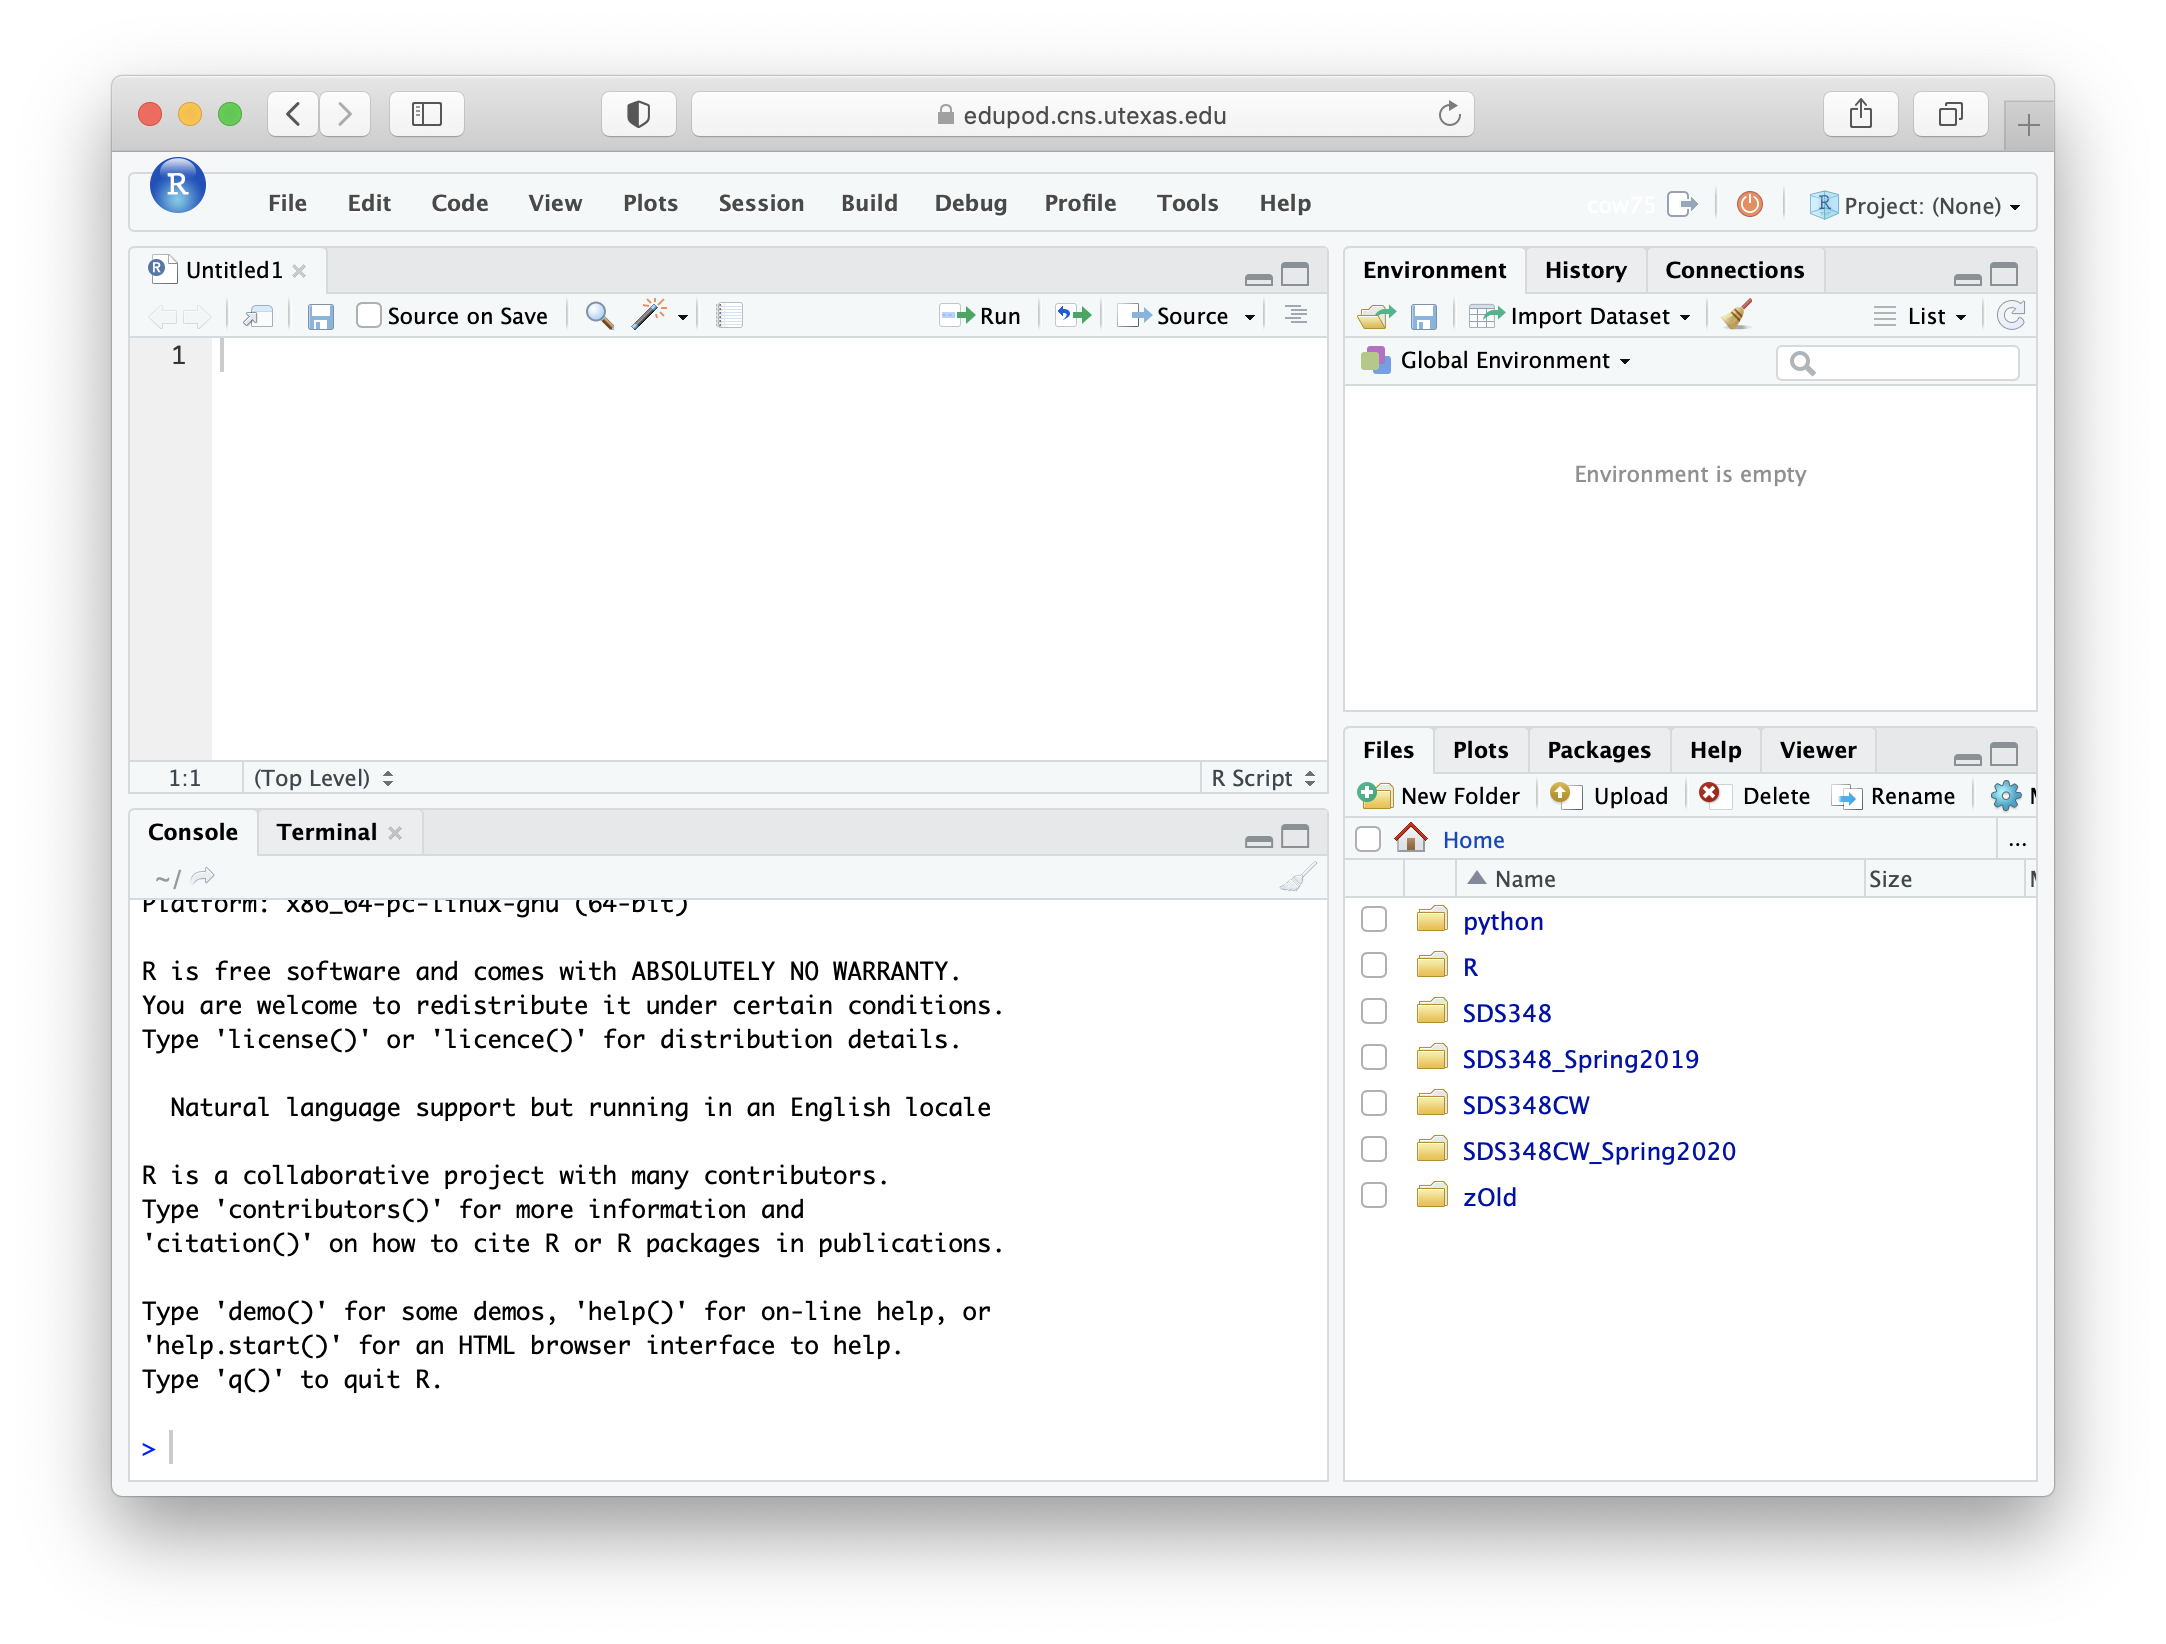 edupod.cns.utexas.edu
R
File Edit Code View Plots Session Build Debug Profile Tools Help
cow75
R Project: (None)
R Untitled1
Source on Save
Run
Source
1
1:1 (Top Level) R Script
Console Terminal
~/
Platform: x86_64-pc-linux-gnu (64-bit)
R is free software and comes with ABSOLUTELY NO WARRANTY.
You are welcome to redistribute it under certain conditions.
Type 'license()' or 'licence()' for distribution details.
Natural language support but running in an English locale
R is a collaborative project with many contributors.
Type 'contributors()' for more information and
'citation()' on how to cite R or R packages in publications.
Type 'demo()' for some demos, 'help()' for on-line help, or
'help.start()' for an HTML browser interface to help.
Type 'q()' to quit R.
>
Environment History Connections
Import Dataset List
Global Environment
Environment is empty
Files Plots Packages Help Viewer
New Folder Upload Delete Rename
Home ...
Name Size
python
R
SDS348
SDS348_Spring2019
SDS348CW
SDS348CW_Spring2020
zOld